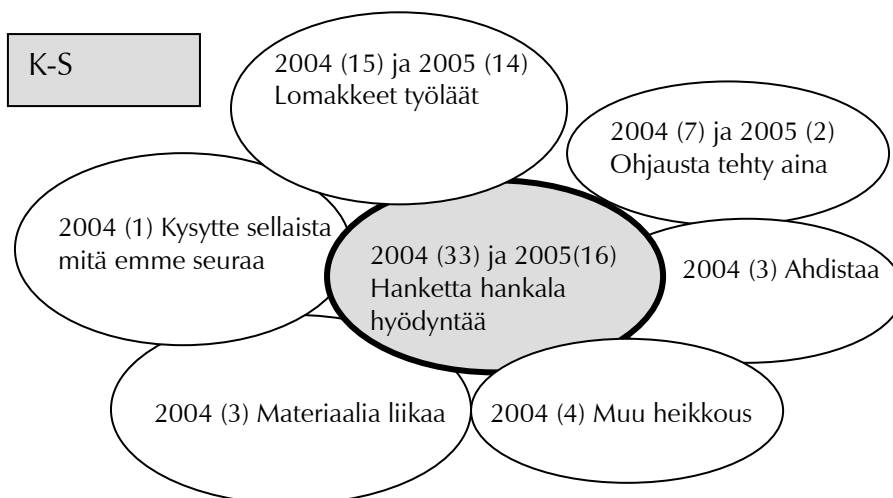 K-S
2004 (15) ja 2005 (14)
Lomakkeet työläät
2004 (7) ja 2005 (2)
Ohjausta tehty aina
2004 (1) Kysytte sellaista
mitä emme seuraa
2004 (33) ja 2005(16)
Hanketta hankala
hyödyntää
2004 (3) Ahdistaa
2004 (3) Materiaalia liikaa
2004 (4) Muu heikkous